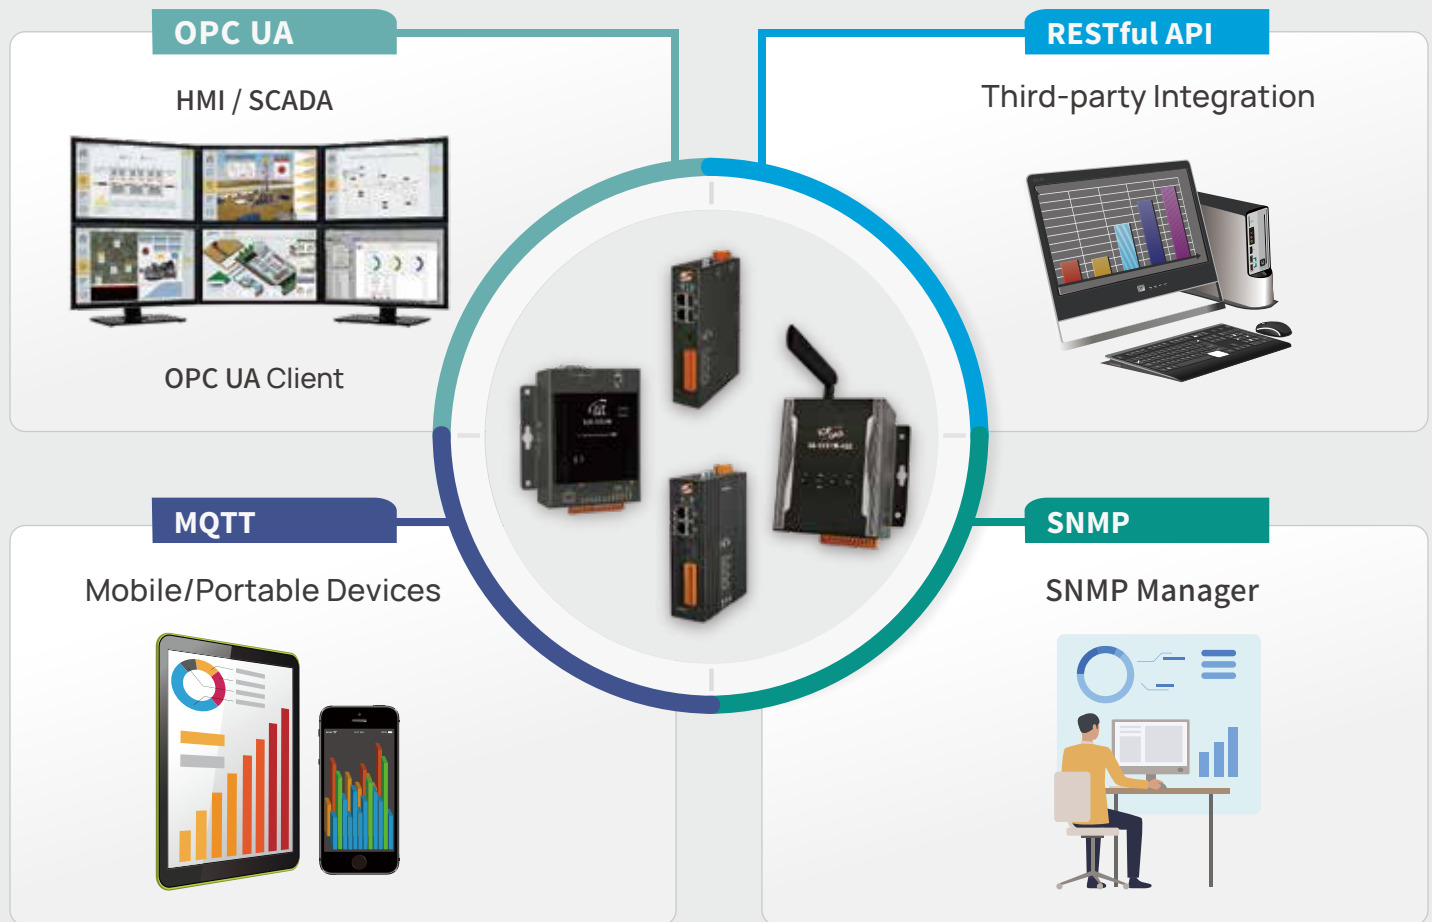 OPC UA
HMI / SCADA
OPC UA Client
RESTful API
Third-party Integration
MQTT
Mobile/Portable Devices
SNMP
SNMP Manager